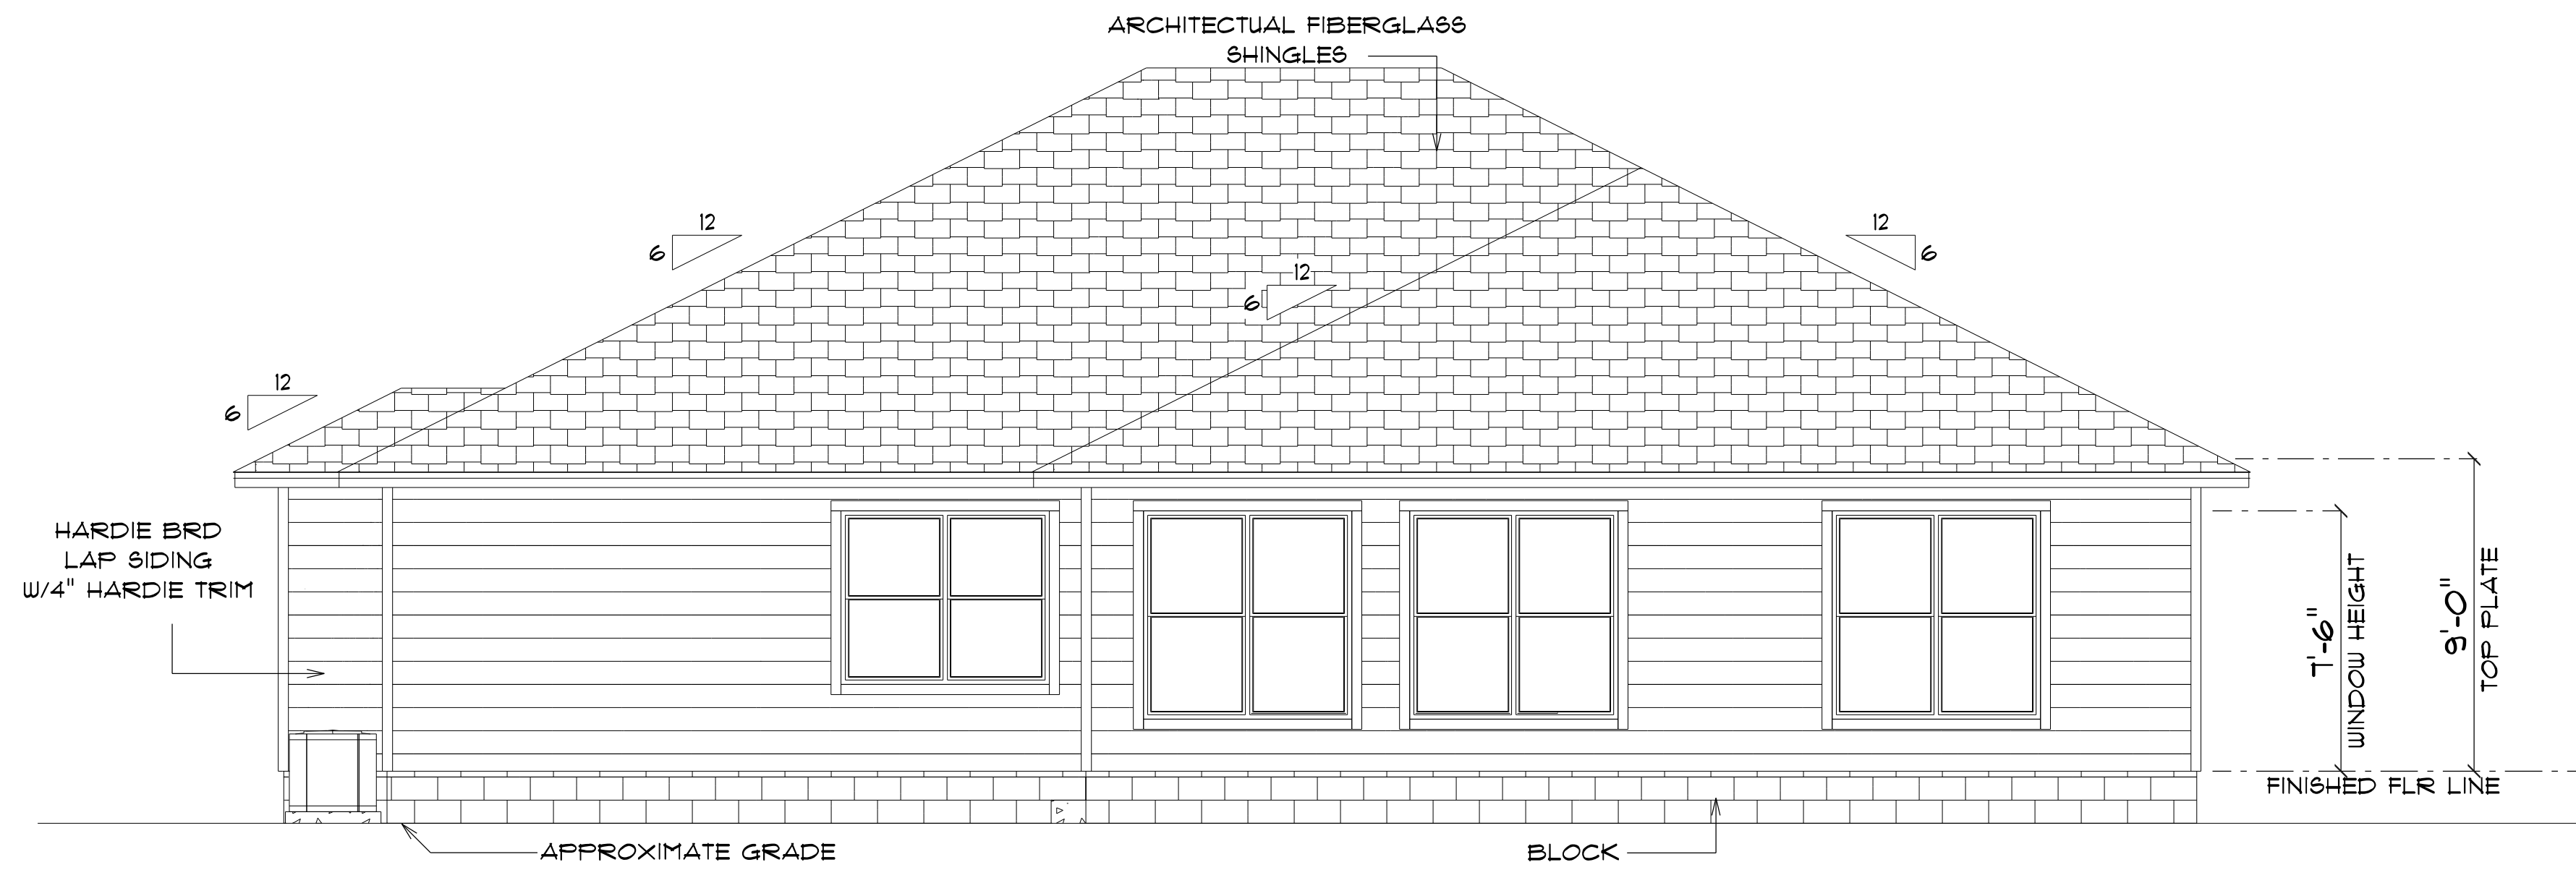 ARCHITECTUAL FIBERGLASS
SHINGLES
12
6
12
6
12
6
12
6
HARDIE BRD
LAP SIDING
W/4" HARDIE TRIM
7'-6"
WINDOW HEIGHT
9'-0"
TOP PLATE
FINISHED FLR LINE
APPROXIMATE GRADE
BLOCK